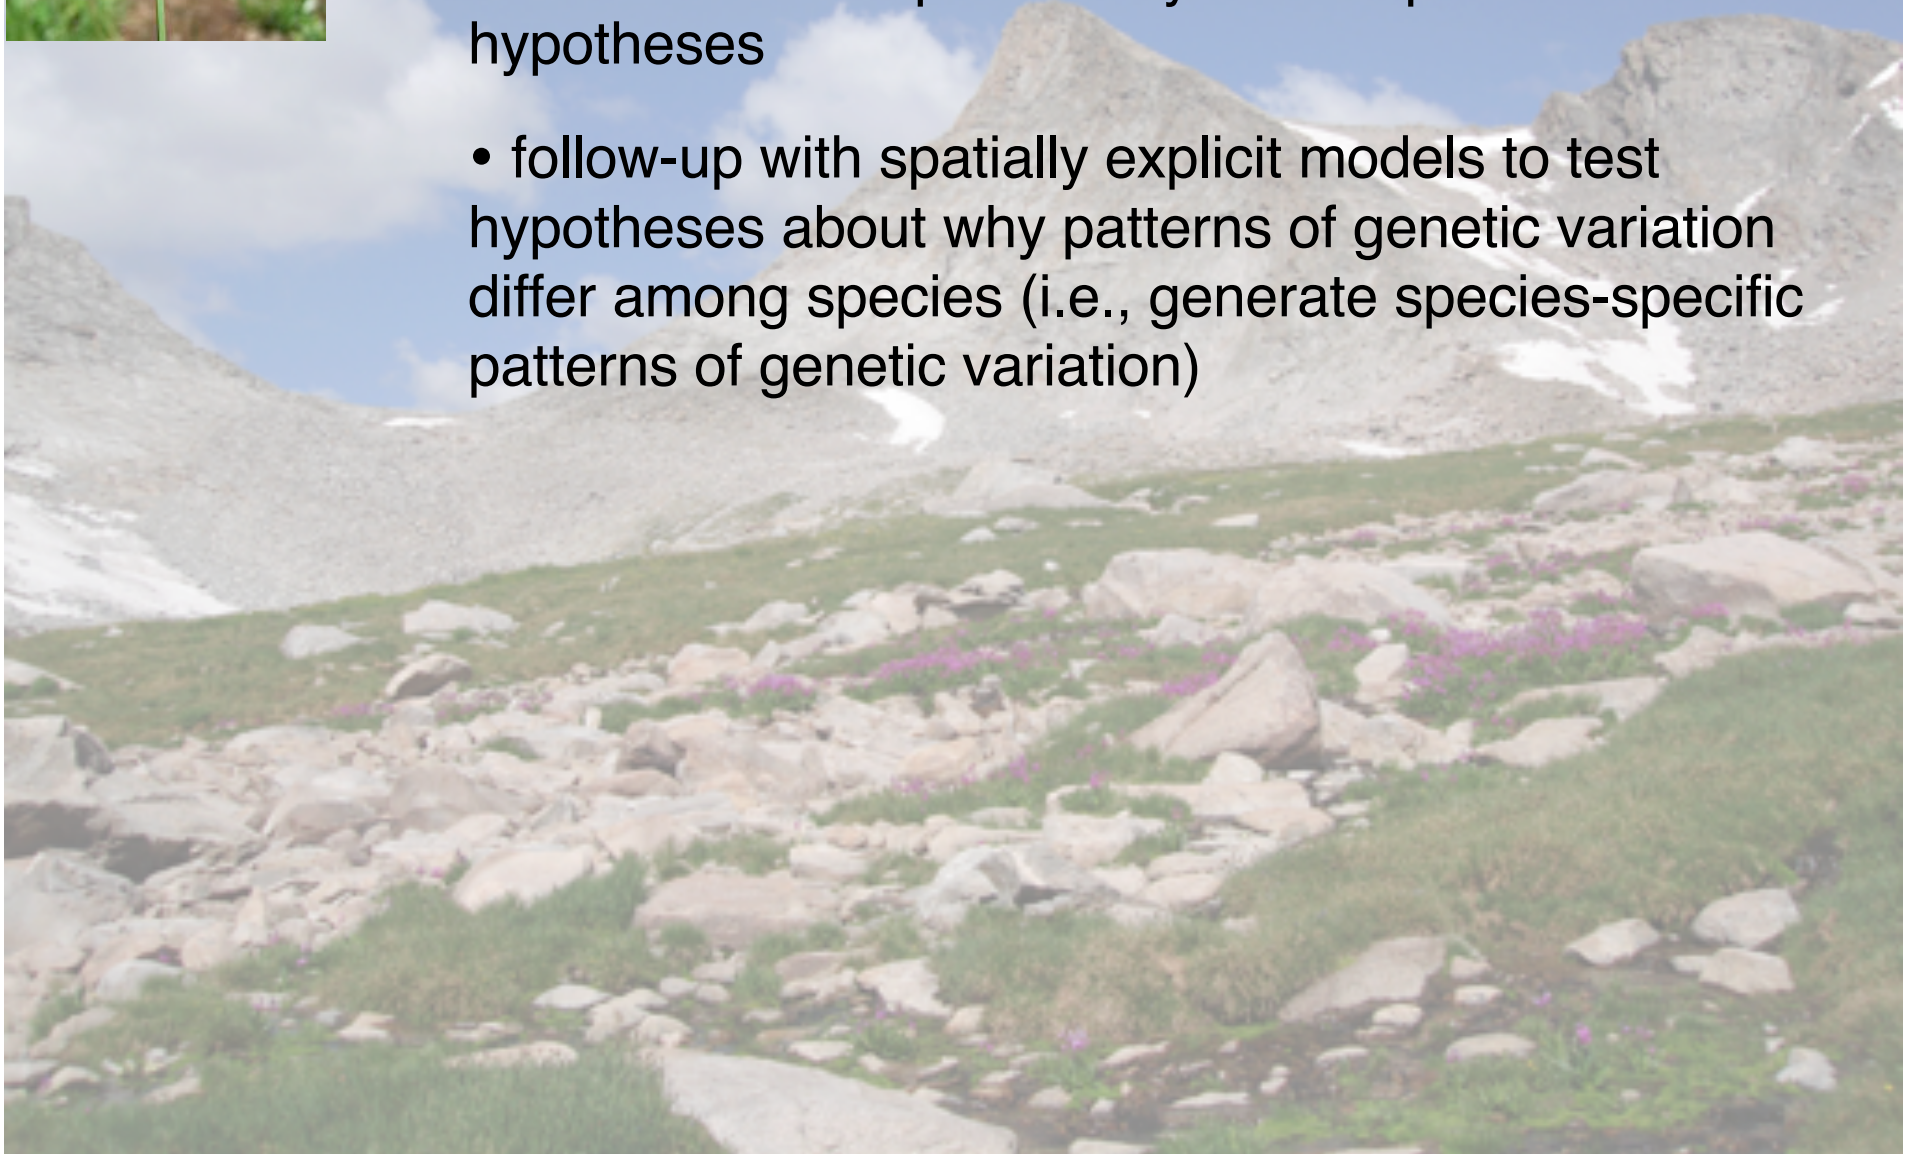 hypotheses
• follow-up with spatially explicit models to test
hypotheses about why patterns of genetic variation
differ among species (i.e., generate species-specific
patterns of genetic variation)